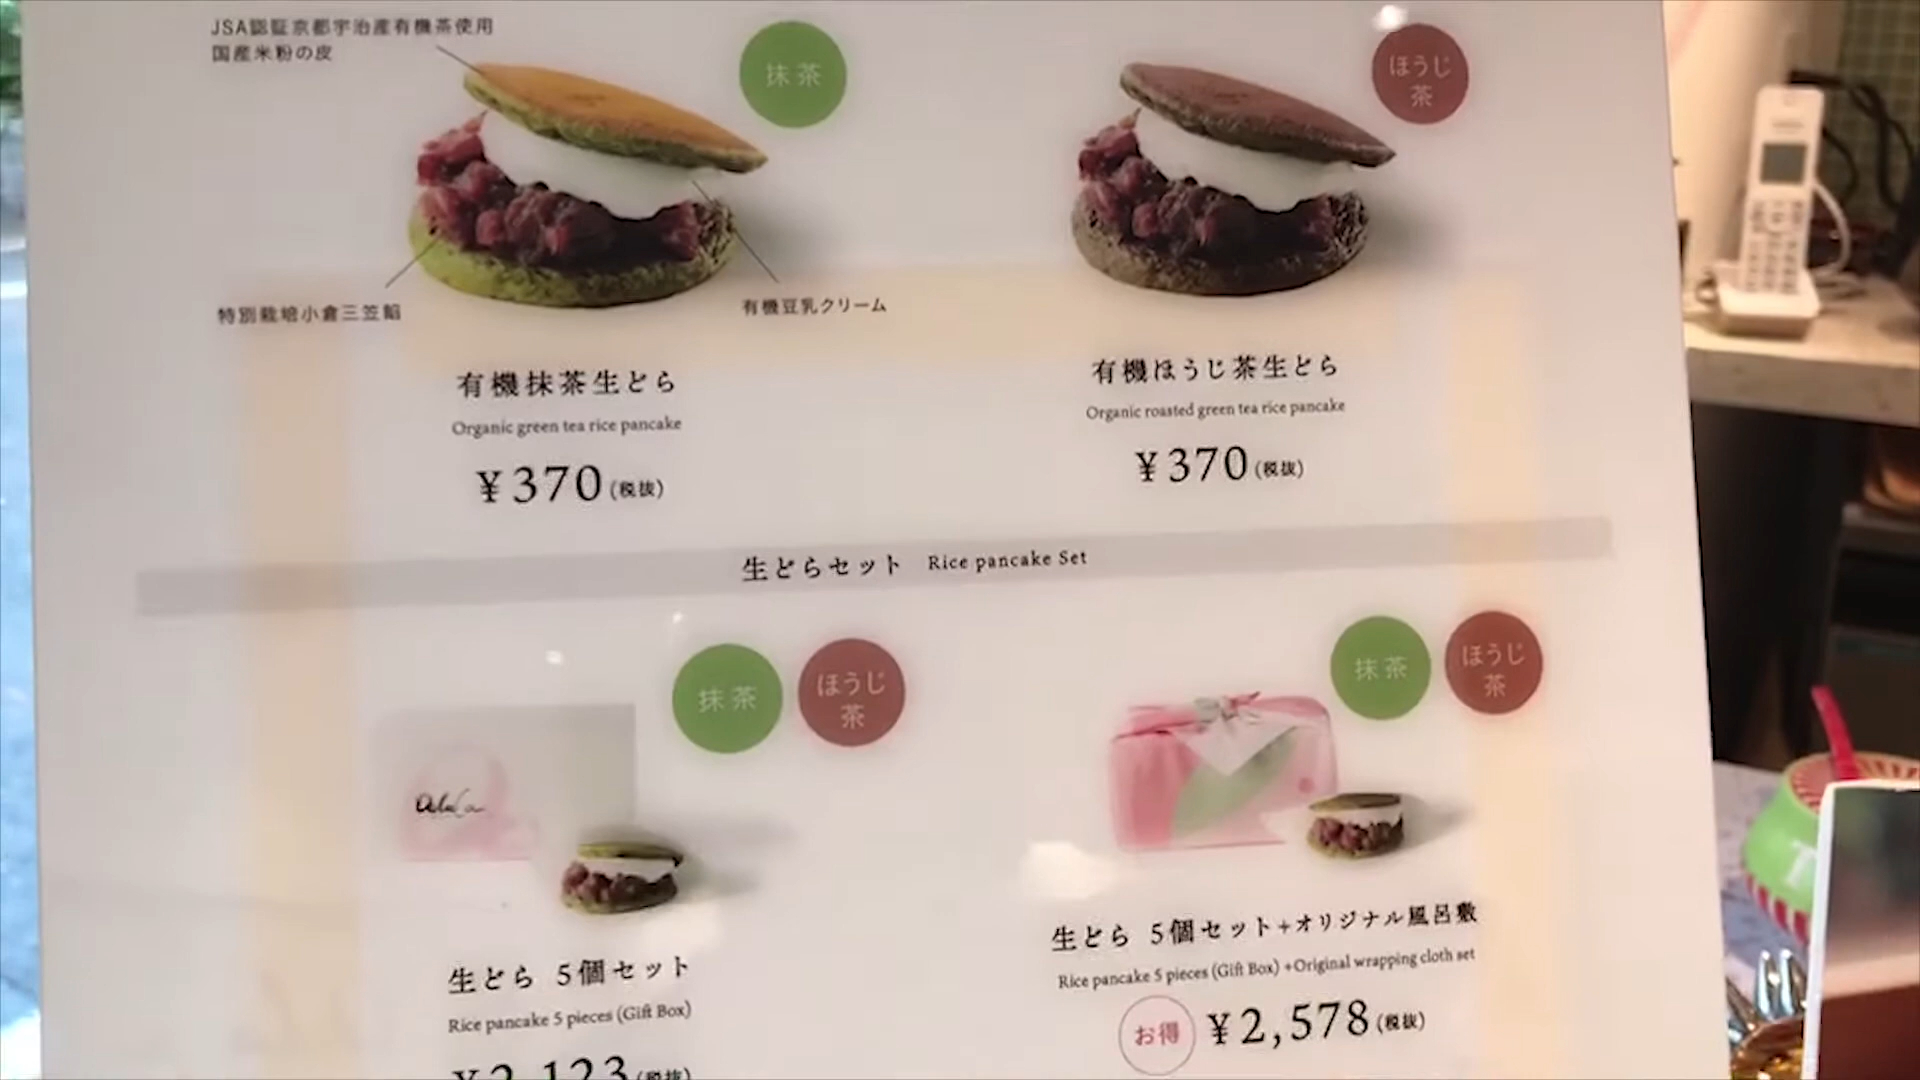 JSA認証京都宇治産有機茶使用
国産米粉の皮
抹茶
ほうじ
茶
特別栽培小倉三笠餡
有機豆乳クリーム
有機抹茶生どら
Organic green tea rice pancake
¥370(税抜)
有機ほうじ茶生どら
Organic roasted green tea rice pancake
¥370(税抜)
生どらセット Rice pancake Set
抹茶
ほうじ
茶
抹茶
ほうじ
茶
生どら 5個セット
Rice pancake 5 pieces (Gift Box)
¥2,123(税抜)
生どら 5個セット+オリジナル風呂敷
Rice pancake 5 pieces (Gift Box) +Original wrapping cloth set
お得
¥2,578(税抜)